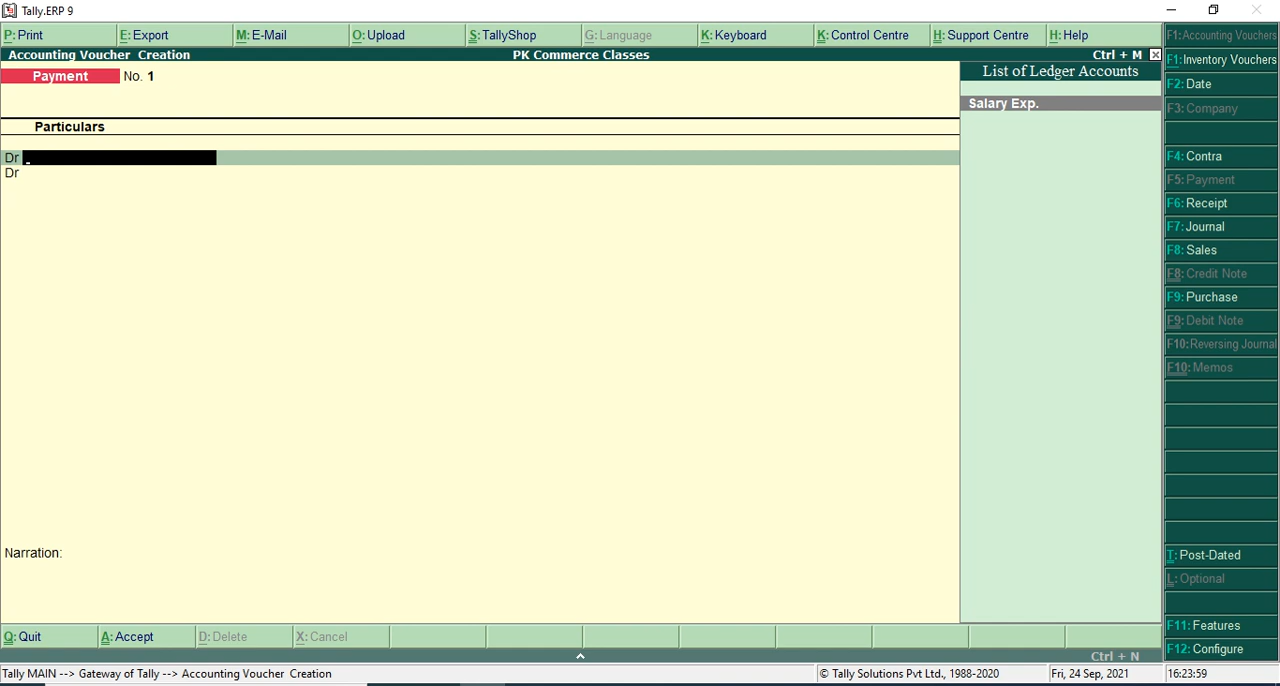 Tally.ERP 9
P: Print E: Export M: E-Mail O: Upload S: TallyShop G: Language K: Keyboard K: Control Centre H: Support Centre H: Help
Accounting Voucher Creation PK Commerce Classes Ctrl + M
Payment No. 1
Particulars
Dr
Dr
Narration:
List of Ledger Accounts
Salary Exp.
F1: Accounting Vouchers
F1: Inventory Vouchers
F2: Date
F3: Company
F4: Contra
F5: Payment
F6: Receipt
F7: Journal
F8: Sales
F8: Credit Note
F9: Purchase
F9: Debit Note
F10: Reversing Journal
F10: Memos
T: Post-Dated
L: Optional
F11: Features
F12: Configure
Q: Quit A: Accept D: Delete X: Cancel
Ctrl + N
Tally MAIN --> Gateway of Tally --> Accounting Voucher Creation © Tally Solutions Pvt Ltd., 1988-2020 Fri, 24 Sep, 2021 16:23:59